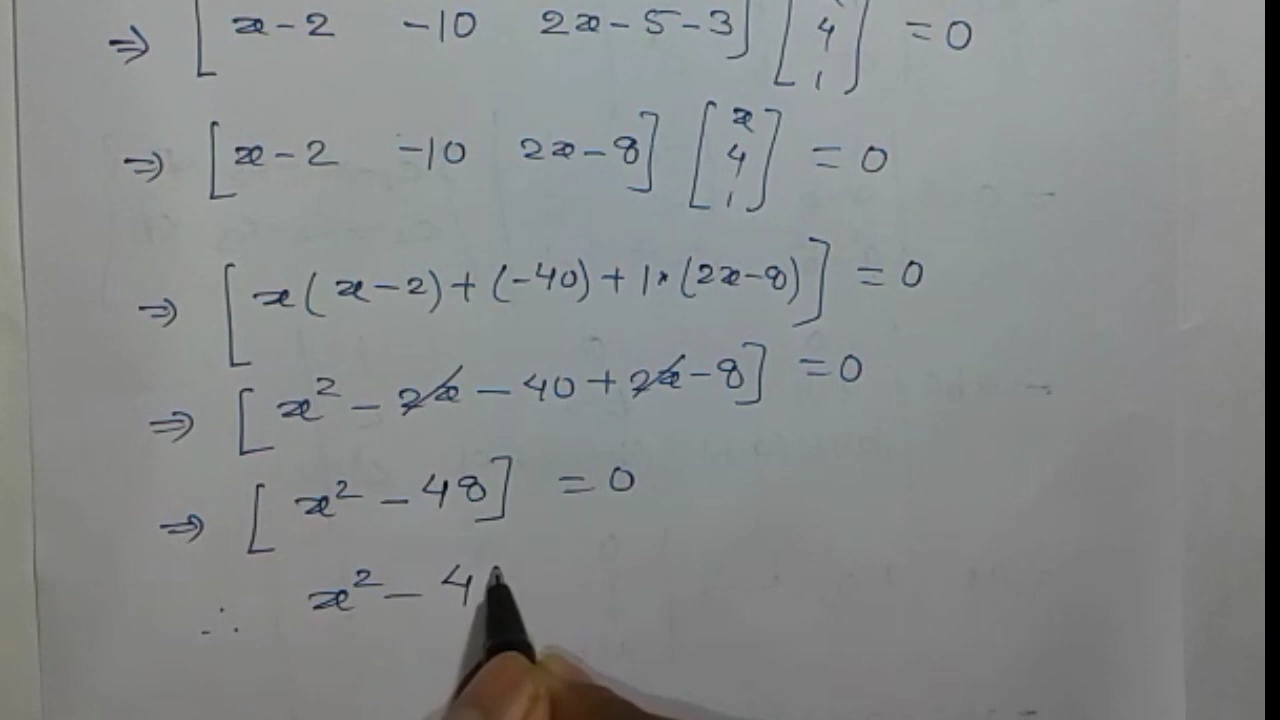 ⇒ [x-2 -10 2x-5-3] [4 1] = 0
⇒ [x-2 -10 2x-8] [x 4 1] = 0
⇒ [x(x-2)+(-40)+1×(2x-8)] = 0
⇒ [x² - 2x - 40 + 2x - 8] = 0
⇒ [x² - 48] = 0
∴ x² - 4